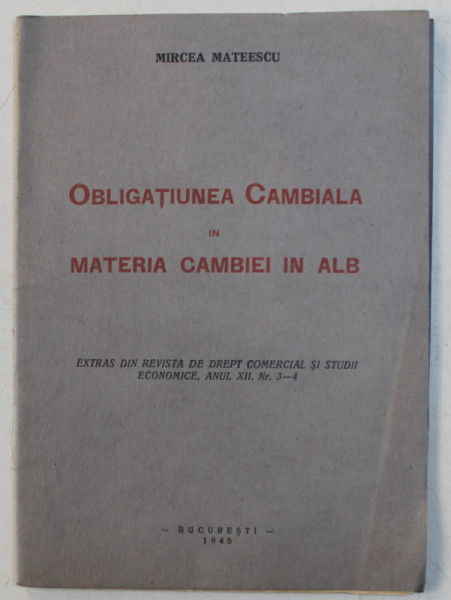 MIRCEA MATEESCU
OBLIGAȚIUNEA CAMBIALA
IN
MATERIA CAMBIEI IN ALB
EXTRAS DIN REVISTA DE DREPT COMERCIAL ȘI STUDII
ECONOMICE, ANUL XII, Nr. 3—4
— BUCUREȘTI —
1945